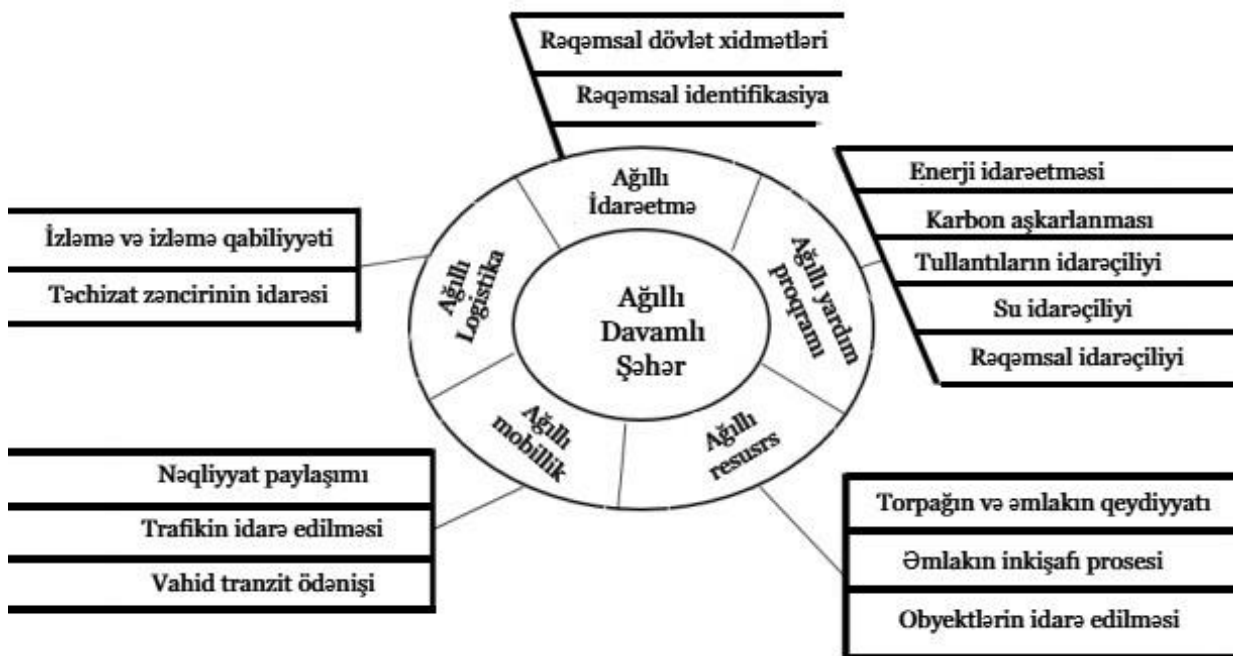 Rəqəmsal dövlət xidmətləri
Rəqəmsal identifikasiya
Ağıllı
İdarəetmə
Enerji idarəetməsi
Karbon aşkarlanması
Tullantıların idarəçiliyi
Su idarəçiliyi
Rəqəmsal idarəçiliyi
İzləmə və izləmə qabiliyyəti
Təchizat zəncirinin idarəsi
Ağıllı
Logistika
Ağıllı
Davamlı
Şəhər
Ağıllı yardım
proqramı
Ağıllı
mobillik
Ağıllı
resusrs
Nəqliyyat paylaşımı
Trafikin idarə edilməsi
Vahid tranzit ödənişi
Torpağın və əmlakın qeydiyyatı
Əmlakın inkişafı prosesi
Obyektlərin idarə edilməsi